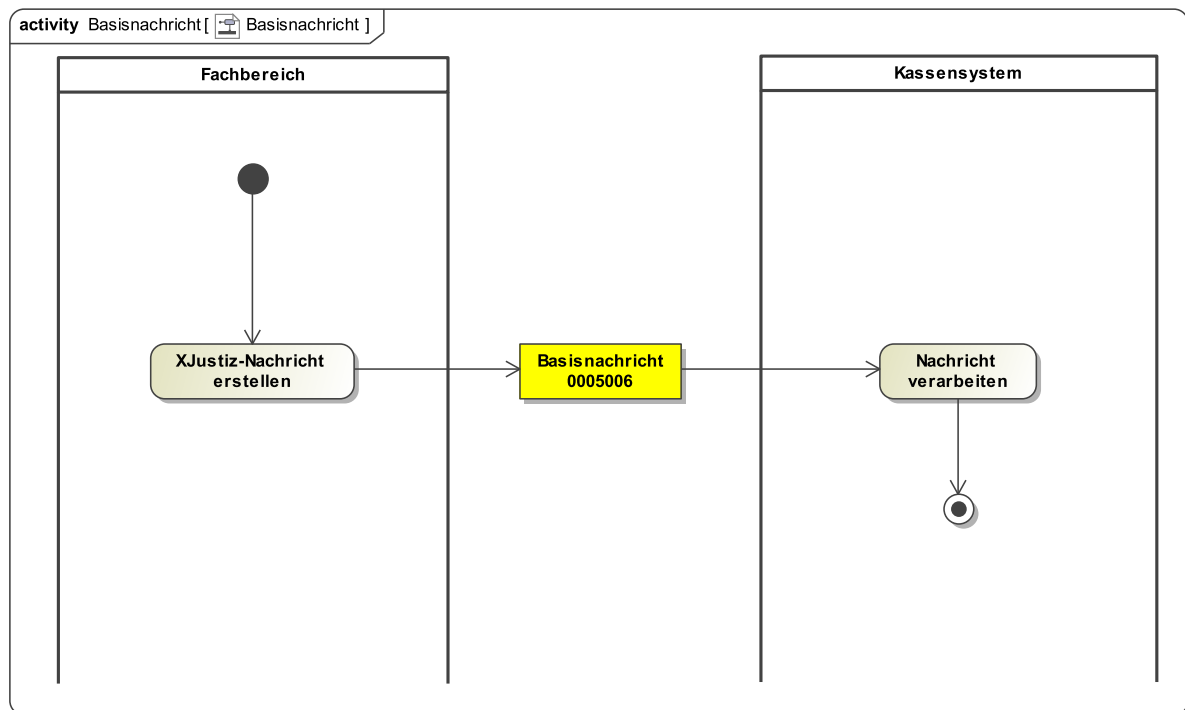 activity Basisnachricht [ Basisnachricht ]
Fachbereich
Kassensystem
XJustiz-Nachricht
erstellen
Basisnachricht
0005006
Nachricht
verarbeiten